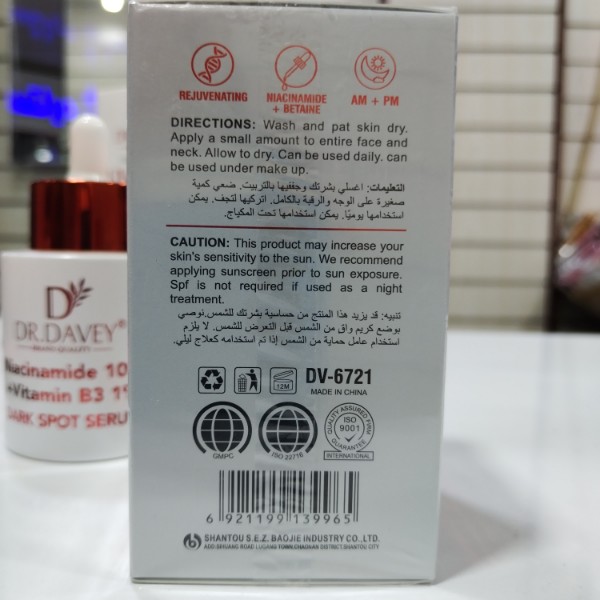 REJUVENATING
NIACINAMIDE
+ BETAINE
AM + PM
DIRECTIONS: Wash and pat skin dry.
Apply a small amount to entire face and
neck. Allow to dry. Can be used daily. can
be used under make up.
التعليمات: اغسلي بشرتك وجففيها بالتربيت. ضعي كمية
صغيرة على الوجه والرقبة بالكامل. اتركيها لتجف. يمكن
استخدامها يوميًا. يمكن استخدامها تحت المكياج.
CAUTION: This product may increase your
skin's sensitivity to the sun. We recommend
applying sunscreen prior to sun exposure.
Spf is not required if used as a night
treatment.
تنبيه: قد يزيد هذا المنتج من حساسية بشرتك للشمس.نوصي
بوضع كريم واق من الشمس قبل التعرض للشمس. لا يلزم
استخدام عامل حماية من الشمس إذا تم استخدامه كعلاج ليلي.
12M
DV-6721
MADE IN CHINA
GMPC
ISO 22716
QUALITY ASSURED FIRM
ISO
9001
GUARANTEE
INTERNATIONAL
6 921199 139965
SHANTOU S.E.Z. BAOJIE INDUSTRY CO.,LTD.
DR.DAVEY®
Niacinamide 10
+Vitamin B3 1
DARK SPOT SERU